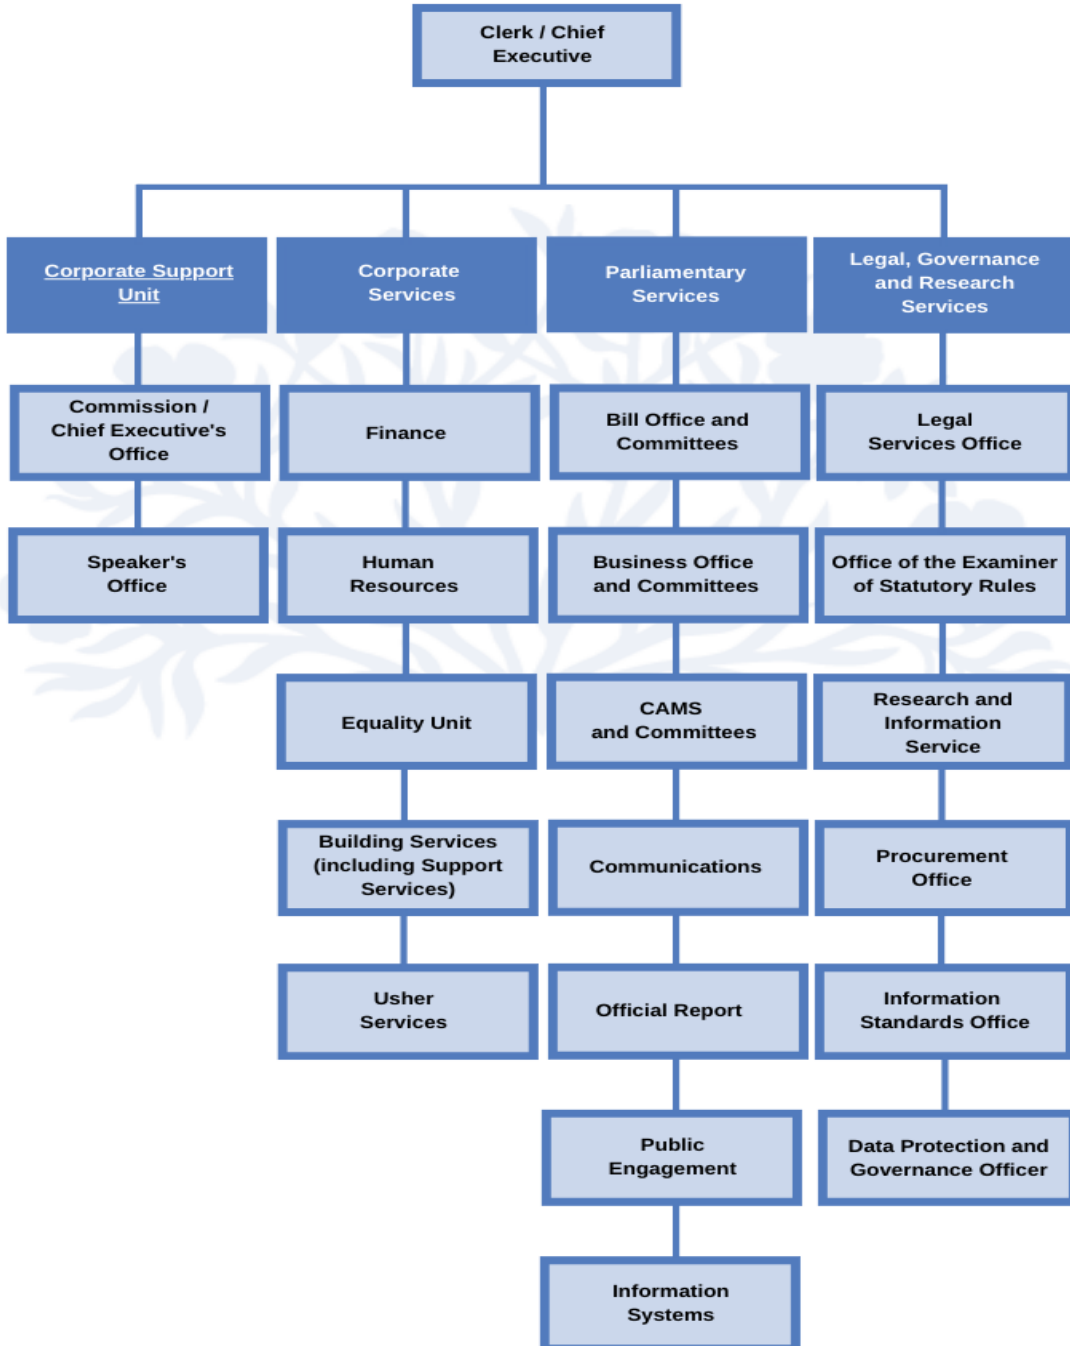 Clerk / Chief
Executive
Corporate Support
Unit
Corporate
Services
Parliamentary
Services
Legal, Governance
and Research
Services
Commission /
Chief Executive's
Office
Finance
Bill Office and
Committees
Legal
Services Office
Speaker's
Office
Human
Resources
Business Office
and Committees
Office of the Examiner
of Statutory Rules
Equality Unit
CAMS
and Committees
Research and
Information
Service
Building Services
(including Support
Services)
Communications
Procurement
Office
Usher
Services
Official Report
Information
Standards Office
Public
Engagement
Data Protection and
Governance Officer
Information
Systems